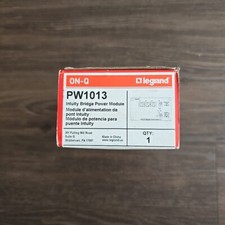 ON-Q
legrand
PW1013
Intuity Bridge Power Module
Module d'alimentation de
pont Intuity
Módulo de potencia para
puente Intuity
Made in China
QTY:
1